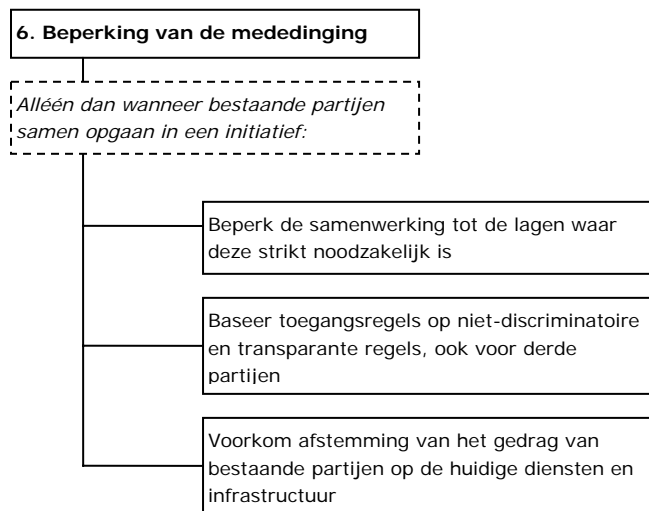 6. Beperking van de mededinging
Alléén dan wanneer bestaande partijen
samen opgaan in een initiatief:
Beperk de samenwerking tot de lagen waar
deze strikt noodzakelijk is
Baseer toegangsregels op niet-discriminatoire
en transparante regels, ook voor derde
partijen
Voorkom afstemming van het gedrag van
bestaande partijen op de huidige diensten en
infrastructuur